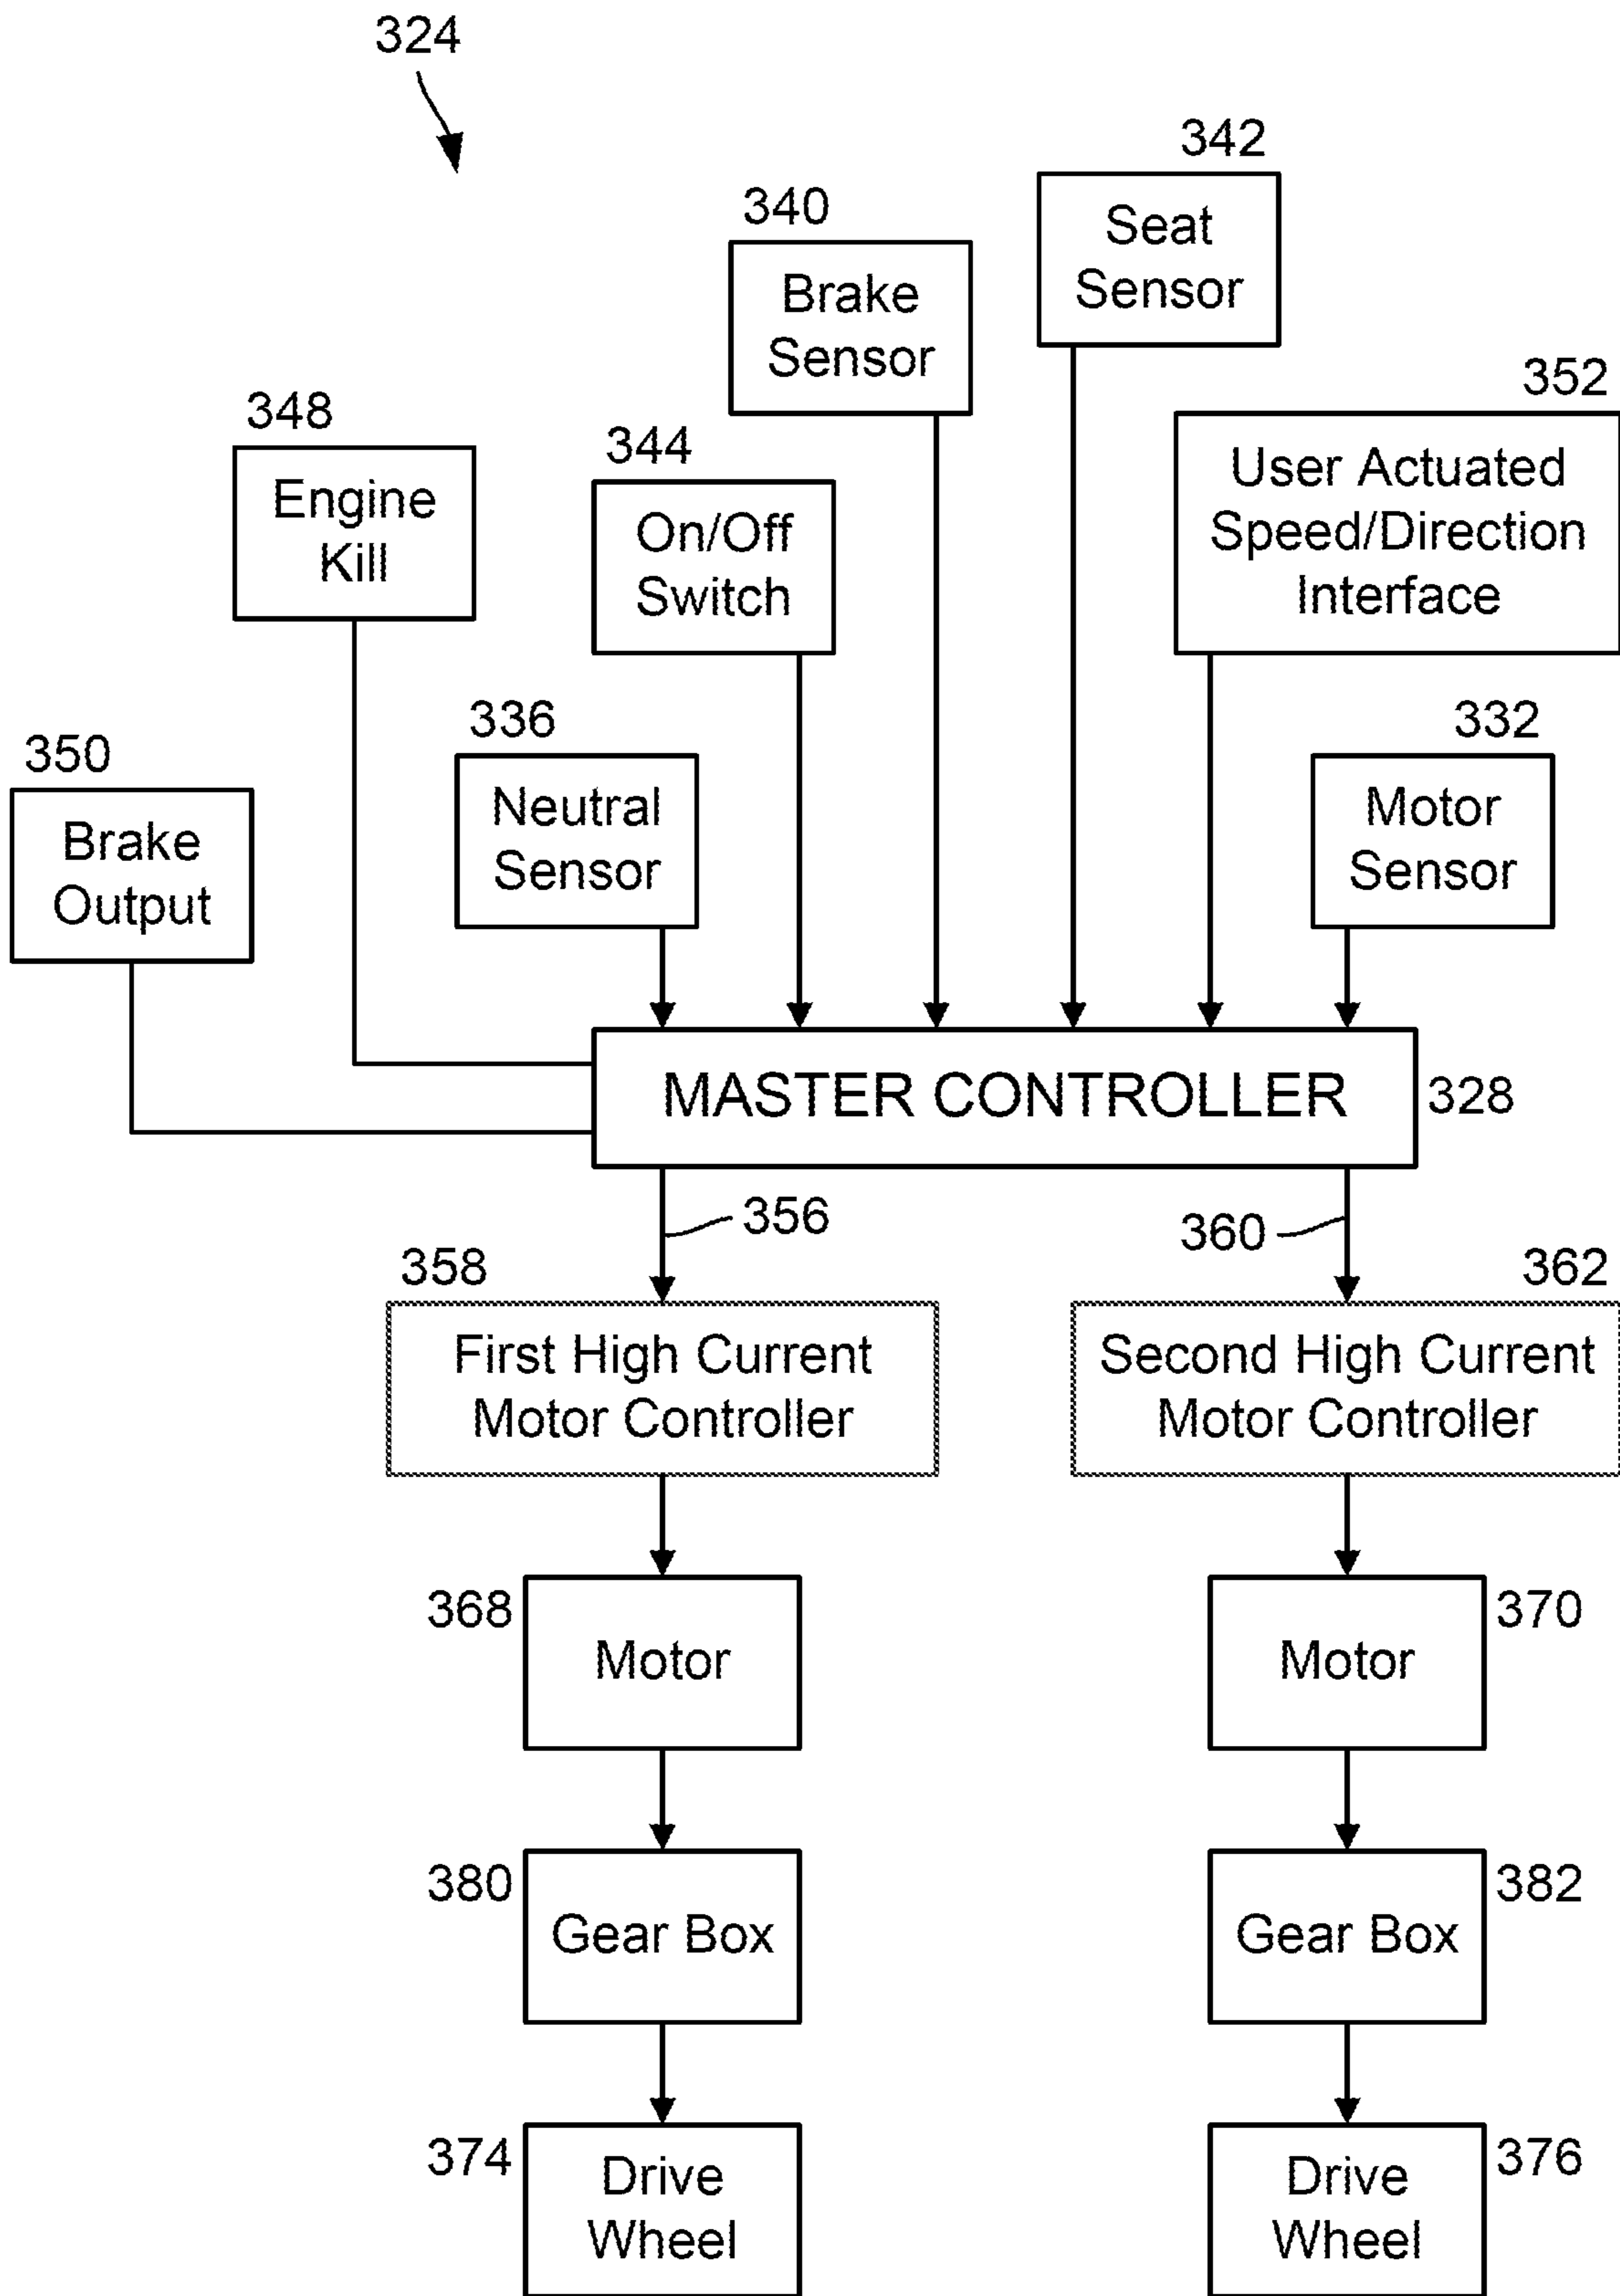 324
342
Seat
Sensor
340
Brake
Sensor
352
User Actuated
Speed/Direction
Interface
348
Engine
Kill
344
On/Off
Switch
336
Neutral
Sensor
332
Motor
Sensor
350
Brake
Output
MASTER CONTROLLER
328
356
360
358
First High Current
Motor Controller
362
Second High Current
Motor Controller
368
Motor
370
Motor
380
Gear Box
382
Gear Box
374
Drive
Wheel
376
Drive
Wheel